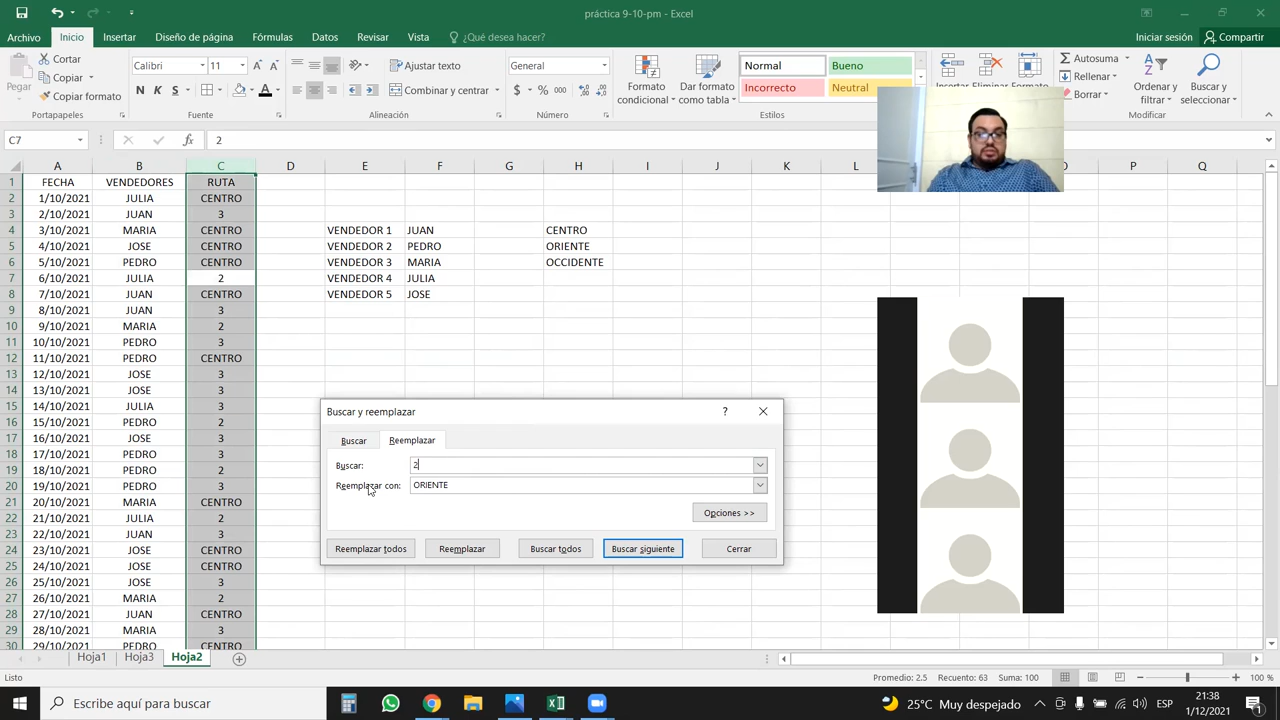 práctica 9-10-pm - Excel
Archivo Inicio Insertar Diseño de página Fórmulas Datos Revisar Vista ¿Qué desea hacer? Iniciar sesión Compartir
Pegar
Cortar
Copiar
Copiar formato
Portapapeles
Calibri 11
N K S
Fuente
Ajustar texto
Combinar y centrar
Alineación
General
$ % 000
Número
Formato condicional
Dar formato como tabla
Normal Bueno
Incorrecto Neutral
Estilos
Insertar Eliminar Formato
Autosuma
Rellenar
Borrar
Ordenar y filtrar
Buscar y seleccionar
Modificar
C7 fx 2
A B C D E F G H I J K L P Q
1 FECHA VENDEDORES RUTA
2 1/10/2021 JULIA CENTRO
3 2/10/2021 JUAN 3
4 3/10/2021 MARIA CENTRO VENDEDOR 1 JUAN CENTRO
5 4/10/2021 JOSE CENTRO VENDEDOR 2 PEDRO ORIENTE
6 5/10/2021 PEDRO CENTRO VENDEDOR 3 MARIA OCCIDENTE
7 6/10/2021 JULIA 2 VENDEDOR 4 JULIA
8 7/10/2021 JUAN CENTRO VENDEDOR 5 JOSE
9 8/10/2021 JUAN 3
10 9/10/2021 MARIA 2
11 10/10/2021 PEDRO 3
12 11/10/2021 PEDRO CENTRO
13 12/10/2021 JOSE 3
14 13/10/2021 JOSE 3
15 14/10/2021 JULIA 3
16 15/10/2021 PEDRO 2
17 16/10/2021 JOSE 3
18 17/10/2021 PEDRO 3
19 18/10/2021 PEDRO 2
20 19/10/2021 PEDRO 3
21 20/10/2021 MARIA CENTRO
22 21/10/2021 JULIA 2
23 22/10/2021 JUAN 3
24 23/10/2021 JOSE CENTRO
25 24/10/2021 JOSE CENTRO
26 25/10/2021 JOSE 3
27 26/10/2021 MARIA 2
28 27/10/2021 JUAN CENTRO
29 28/10/2021 MARIA 3
30 29/10/2021 PEDRO CENTRO
Buscar y reemplazar ?
Buscar Reemplazar
Buscar: 2
Reemplazar con: ORIENTE
Opciones >>
Reemplazar todos Reemplazar Buscar todos Buscar siguiente Cerrar
Hoja1 Hoja3 Hoja2
Listo Promedio: 2.5 Recuento: 63 Suma: 100 100 %
Escribe aquí para buscar 25°C Muy despejado ESP 21:38
1/12/2021